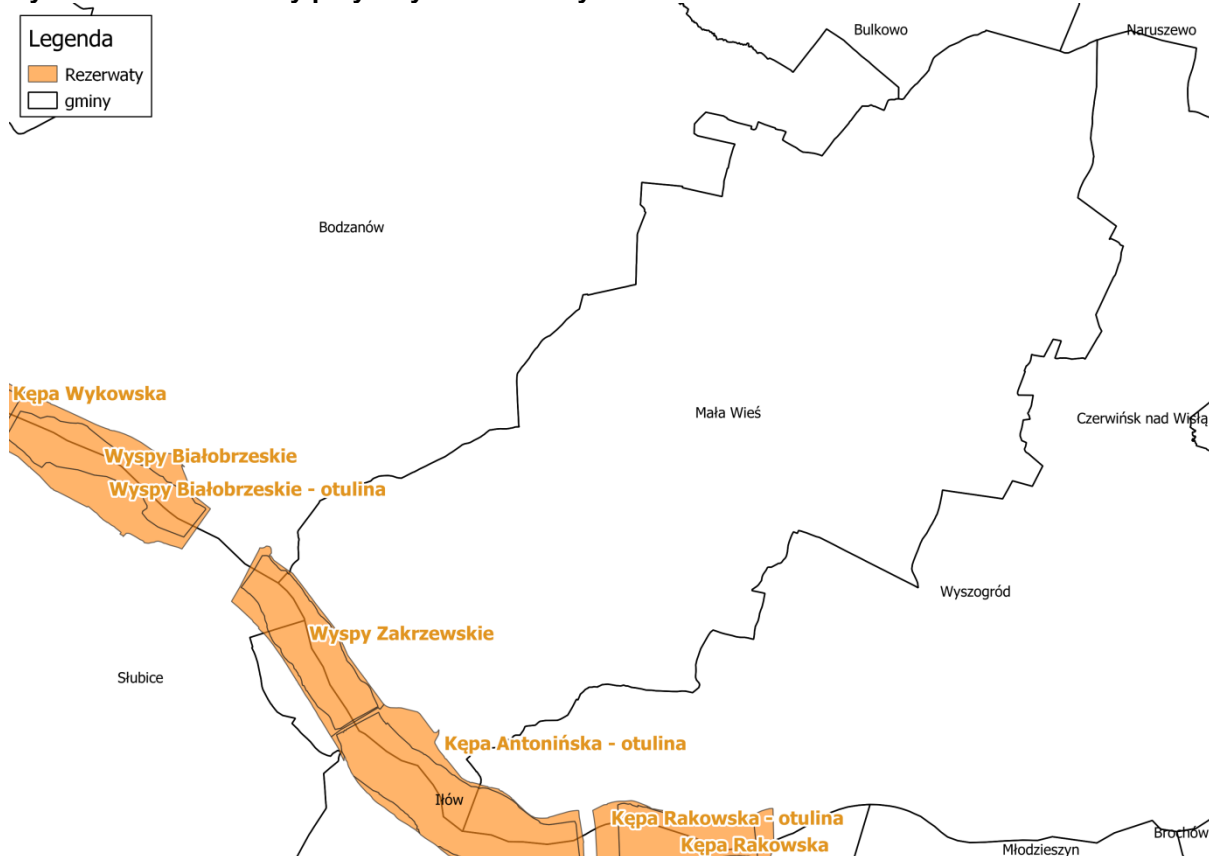 Legenda
Rezerwaty
gminy
Bulkowo
Naruszewo
Bodzanów
Kępa Wykowska
Mała Wieś
Czerwińsk nad Wisłą
Wyspy Białobrzeskie
Wyspy Białobrzeskie - otulina
Wyszogród
Wyspy Zakrzewskie
Słubice
Kępa Antonińska - otulina
Iłów
Kępa Rakowska - otulina
Kępa Rakowska
Brochów
Młodzieszyn